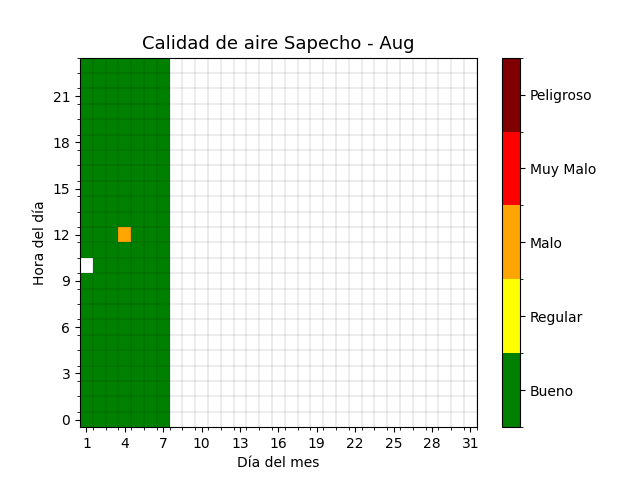 Calidad de aire Sapecho - Aug
Hora del día
21
18
15
12
9
6
3
0
1 4 7 10 13 16 19 22 25 28 31
Día del mes
Peligroso
Muy Malo
Malo
Regular
Bueno